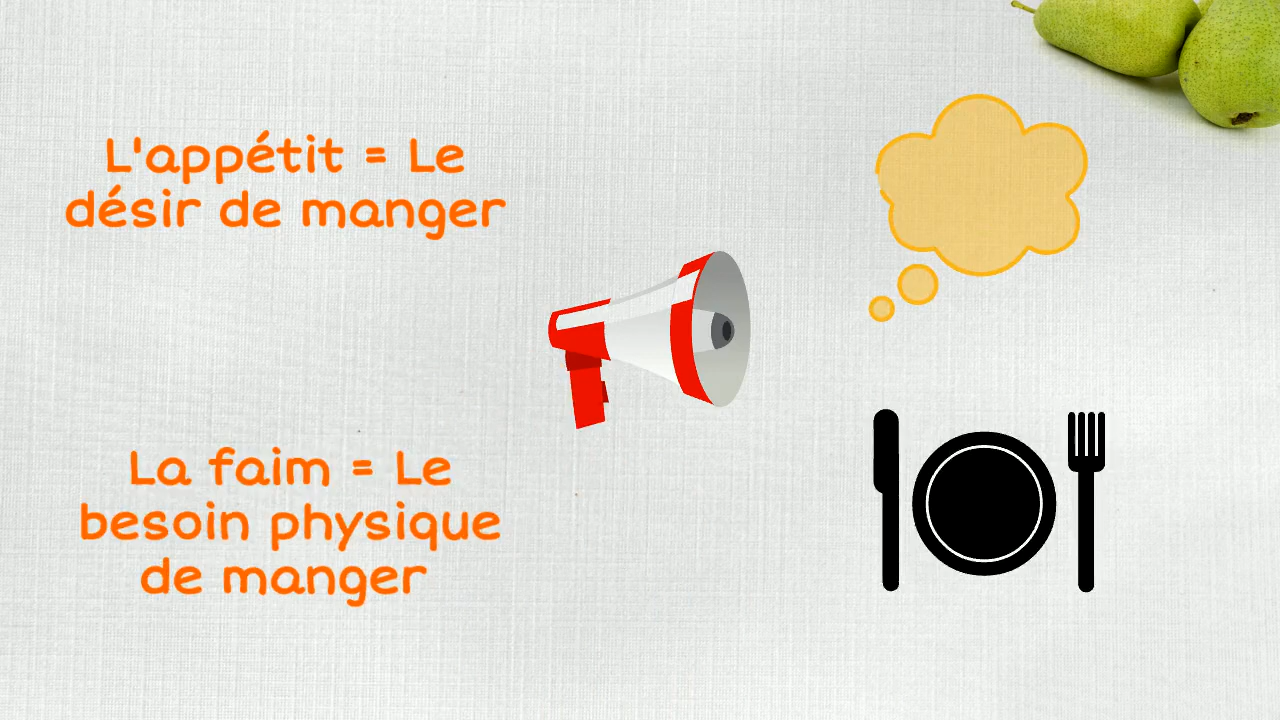 L'appétit = Le
désir de manger
La faim = Le
besoin physique
de manger